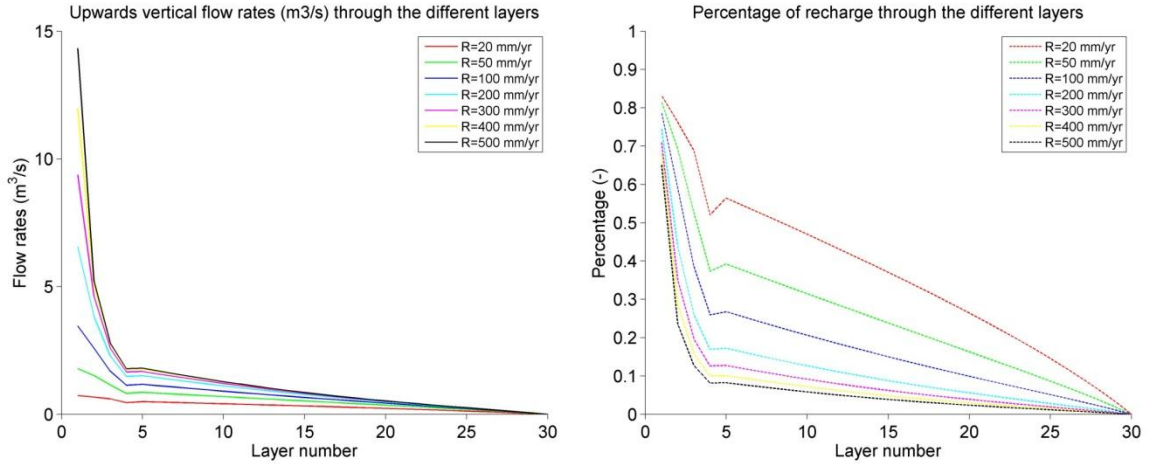 Upwards vertical flow rates (m3/s) through the different layers
15
10
5
0
Flow rates (m³/s)
0 5 10 15 20 25 30
Layer number
R=20 mm/yr
R=50 mm/yr
R=100 mm/yr
R=200 mm/yr
R=300 mm/yr
R=400 mm/yr
R=500 mm/yr
Percentage of recharge through the different layers
1
0.9
0.8
0.7
0.6
0.5
0.4
0.3
0.2
0.1
0
Percentage (-)
0 5 10 15 20 25 30
Layer number
R=20 mm/yr
R=50 mm/yr
R=100 mm/yr
R=200 mm/yr
R=300 mm/yr
R=400 mm/yr
R=500 mm/yr